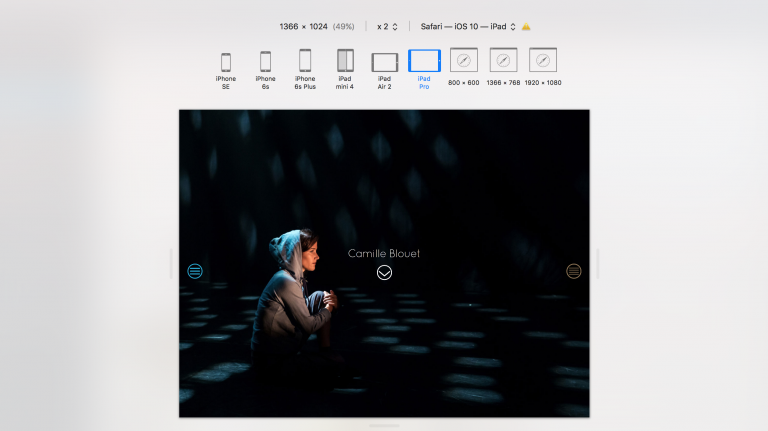 1366 × 1024 (49%) x 2 Safari — iOS 10 — iPad
iPhone SE
iPhone 6s
iPhone 6s Plus
iPad mini 4
iPad Air 2
iPad Pro
800 × 600
1366 × 768
1920 × 1080
Camille Blouet